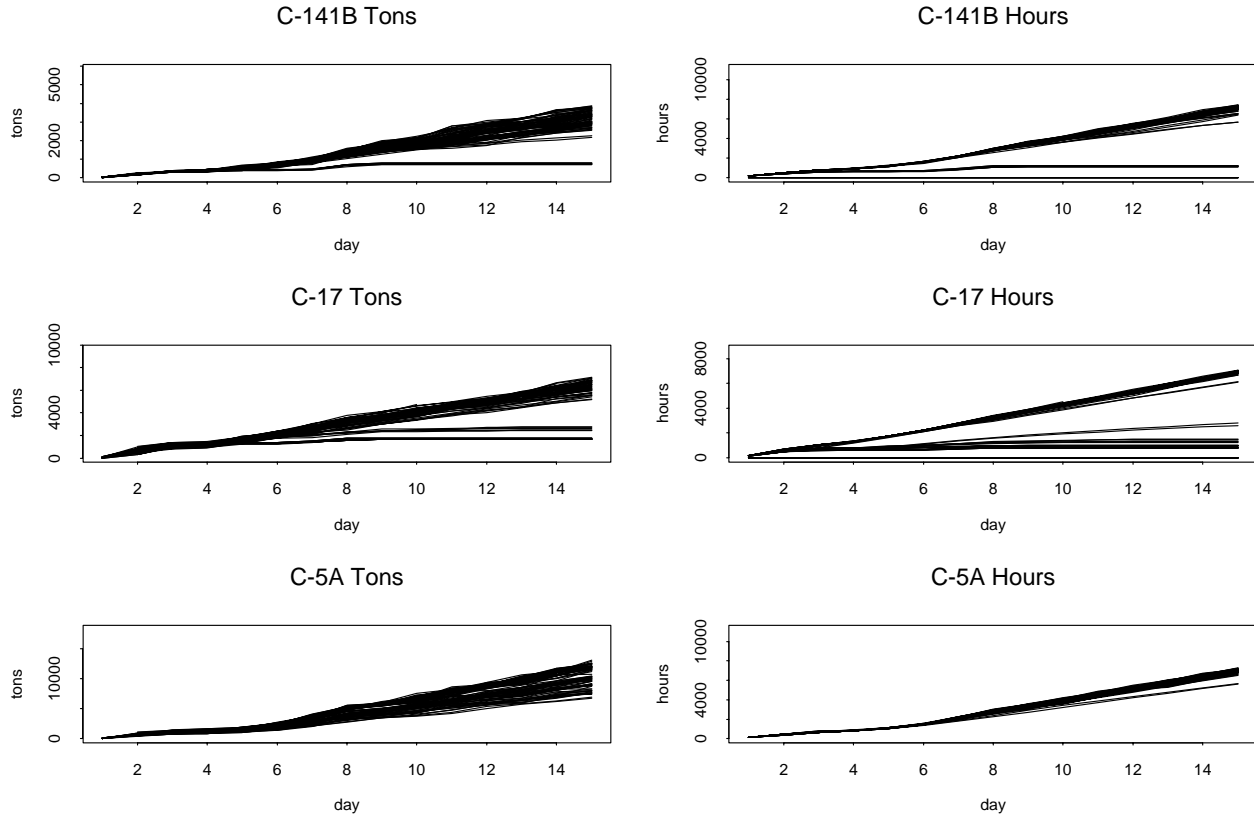 C-141B Tons
tons
0
2000
5000
2 4 6 8 10 12 14
day
C-141B Hours
hours
0
4000
10000
2 4 6 8 10 12 14
day
C-17 Tons
tons
0
4000
10000
2 4 6 8 10 12 14
day
C-17 Hours
hours
0
4000
8000
2 4 6 8 10 12 14
day
C-5A Tons
tons
0
10000
2 4 6 8 10 12 14
day
C-5A Hours
hours
0
4000
10000
2 4 6 8 10 12 14
day